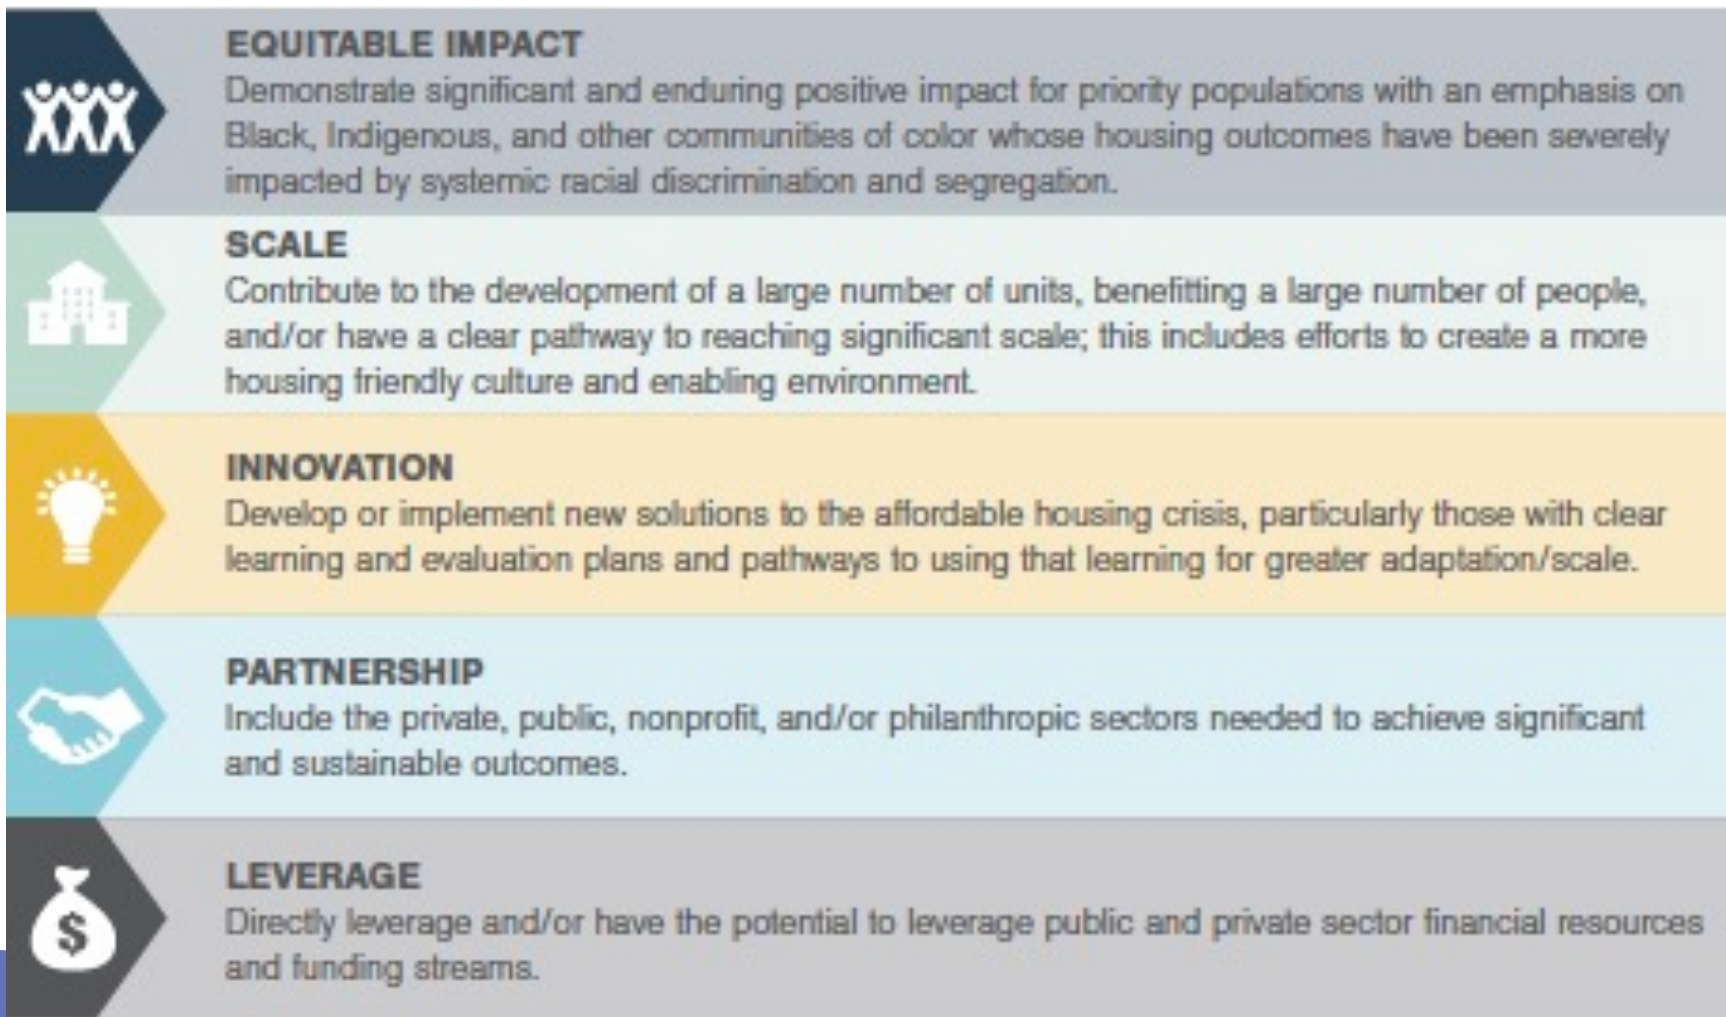 EQUITABLE IMPACT
Demonstrate significant and enduring positive impact for priority populations with an emphasis on
Black, Indigenous, and other communities of color whose housing outcomes have been severely
impacted by systemic racial discrimination and segregation.
SCALE
Contribute to the development of a large number of units, benefitting a large number of people,
and/or have a clear pathway to reaching significant scale; this includes efforts to create a more
housing friendly culture and enabling environment.
INNOVATION
Develop or implement new solutions to the affordable housing crisis, particularly those with clear
learning and evaluation plans and pathways to using that learning for greater adaptation/scale.
PARTNERSHIP
Include the private, public, nonprofit, and/or philanthropic sectors needed to achieve significant
and sustainable outcomes.
LEVERAGE
Directly leverage and/or have the potential to leverage public and private sector financial resources
and funding streams.
$